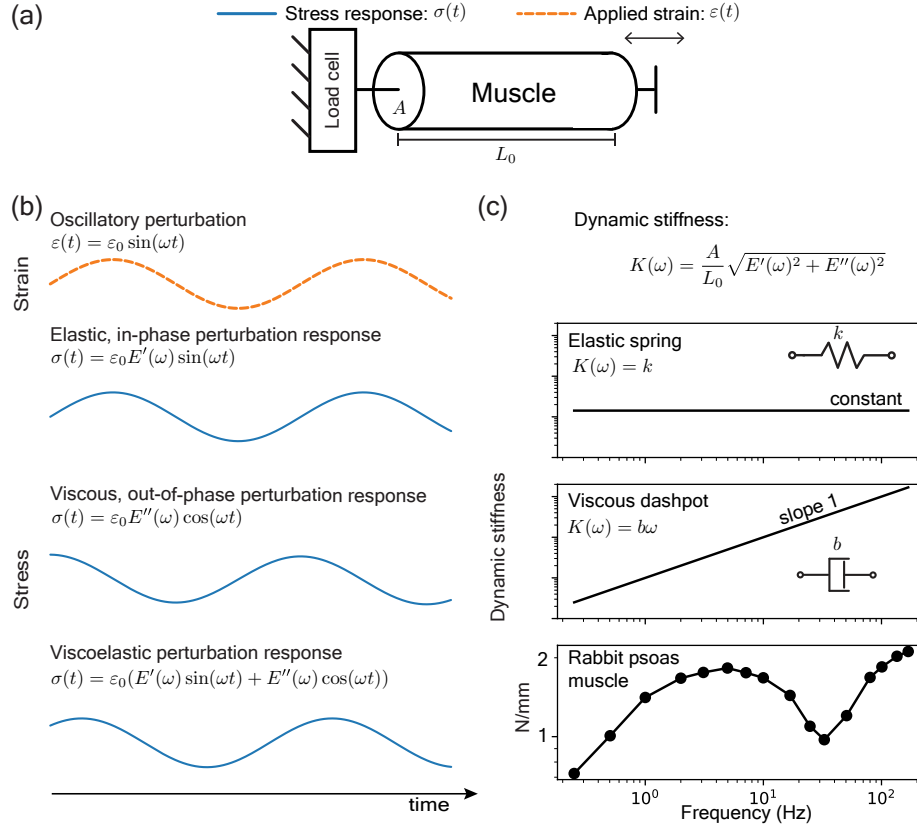 (a)
Stress response: σ(t)
Applied strain: ε(t)
Load cell
A
Muscle
L₀
(b)
Oscillatory perturbation
ε(t) = ε₀ sin(ωt)
Strain
Elastic, in-phase perturbation response
σ(t) = ε₀E′(ω) sin(ωt)
Viscous, out-of-phase perturbation response
σ(t) = ε₀E″(ω) cos(ωt)
Stress
Viscoelastic perturbation response
σ(t) = ε₀(E′(ω) sin(ωt) + E″(ω) cos(ωt))
time
(c)
Dynamic stiffness:
K(ω) = A/L₀ √(E′(ω)² + E″(ω)²)
Dynamic stiffness
Elastic spring
K(ω) = k
k
constant
Viscous dashpot
K(ω) = bω
slope 1
b
Rabbit psoas
muscle
N/mm
2
1
10⁰ 10¹ 10²
Frequency (Hz)